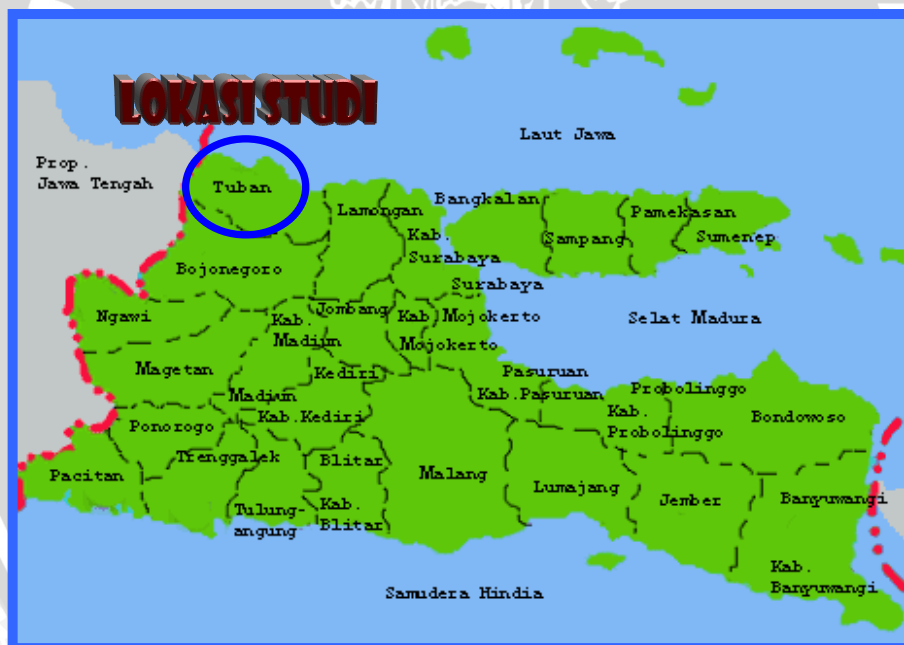 LOKASI STUDI
Laut Jawa
Prop.
Jawa Tengah
Tuban
Bangkalan
Lamongan
Pamekasan
Kab.
Surabaya
Sampang
Sumenep
Bojonegoro
Surabaya
Ngawi
Kab.
Madiun
Jombang
Kab.
Mojokerto
Mojokerto
Selat Madura
Magetan
Kediri
Pasuruan
Kab.Pasuruan
Probolinggo
Madiun
Kab.Kediri
Kab.
Probolinggo
Bondowoso
Ponorogo
Trenggalek
Blitar
Pacitan
Malang
Lumajang
Jember
Banyuwangi
Tulung-
angung
Kab.
Blitar
Kab.
Banyuwangi
Samudera Hindia